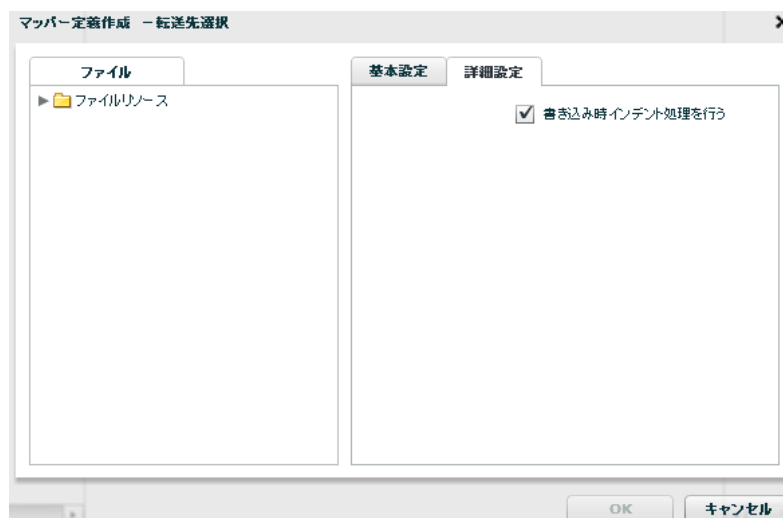 マッパー定義作成 －転送先選択
ファイル
ファイルリソース
基本設定 詳細設定
書き込み時インデント処理を行う
OK キャンセル